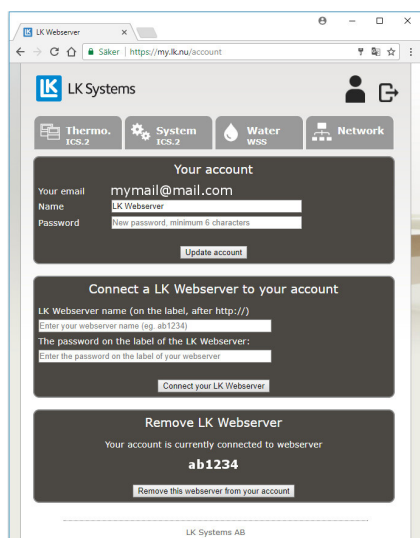 LK Webserver
Säker
https://my.lk.nu/account
LK
LK Systems
Thermo.
ICS.2
System
ICS.2
Water
WSS
Network
Your account
Your email mymail@mail.com
Name LK Webserver
Password New password, minimum 6 characters
Update account
Connect a LK Webserver to your account
LK Webserver name (on the label, after http://)
Enter your webserver name (eg. ab1234)
The password on the label of the LK Webserver:
Enter the password on the label of your webserver
Connect your LK Webserver
Remove LK Webserver
Your account is currently connected to webserver
ab1234
Remove this webserver from your account
LK Systems AB